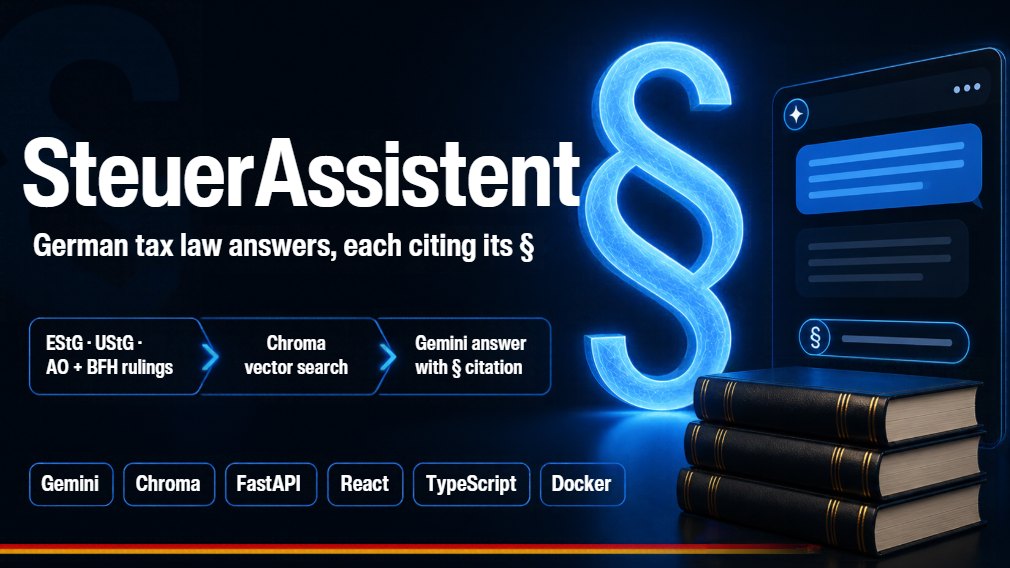 SteuerAssistent
German tax law answers, each citing its §
EStG · UStG ·
AO + BFH rulings
Chroma
vector search
Gemini answer
with § citation
Gemini
Chroma
FastAPI
React
TypeScript
Docker
§
§